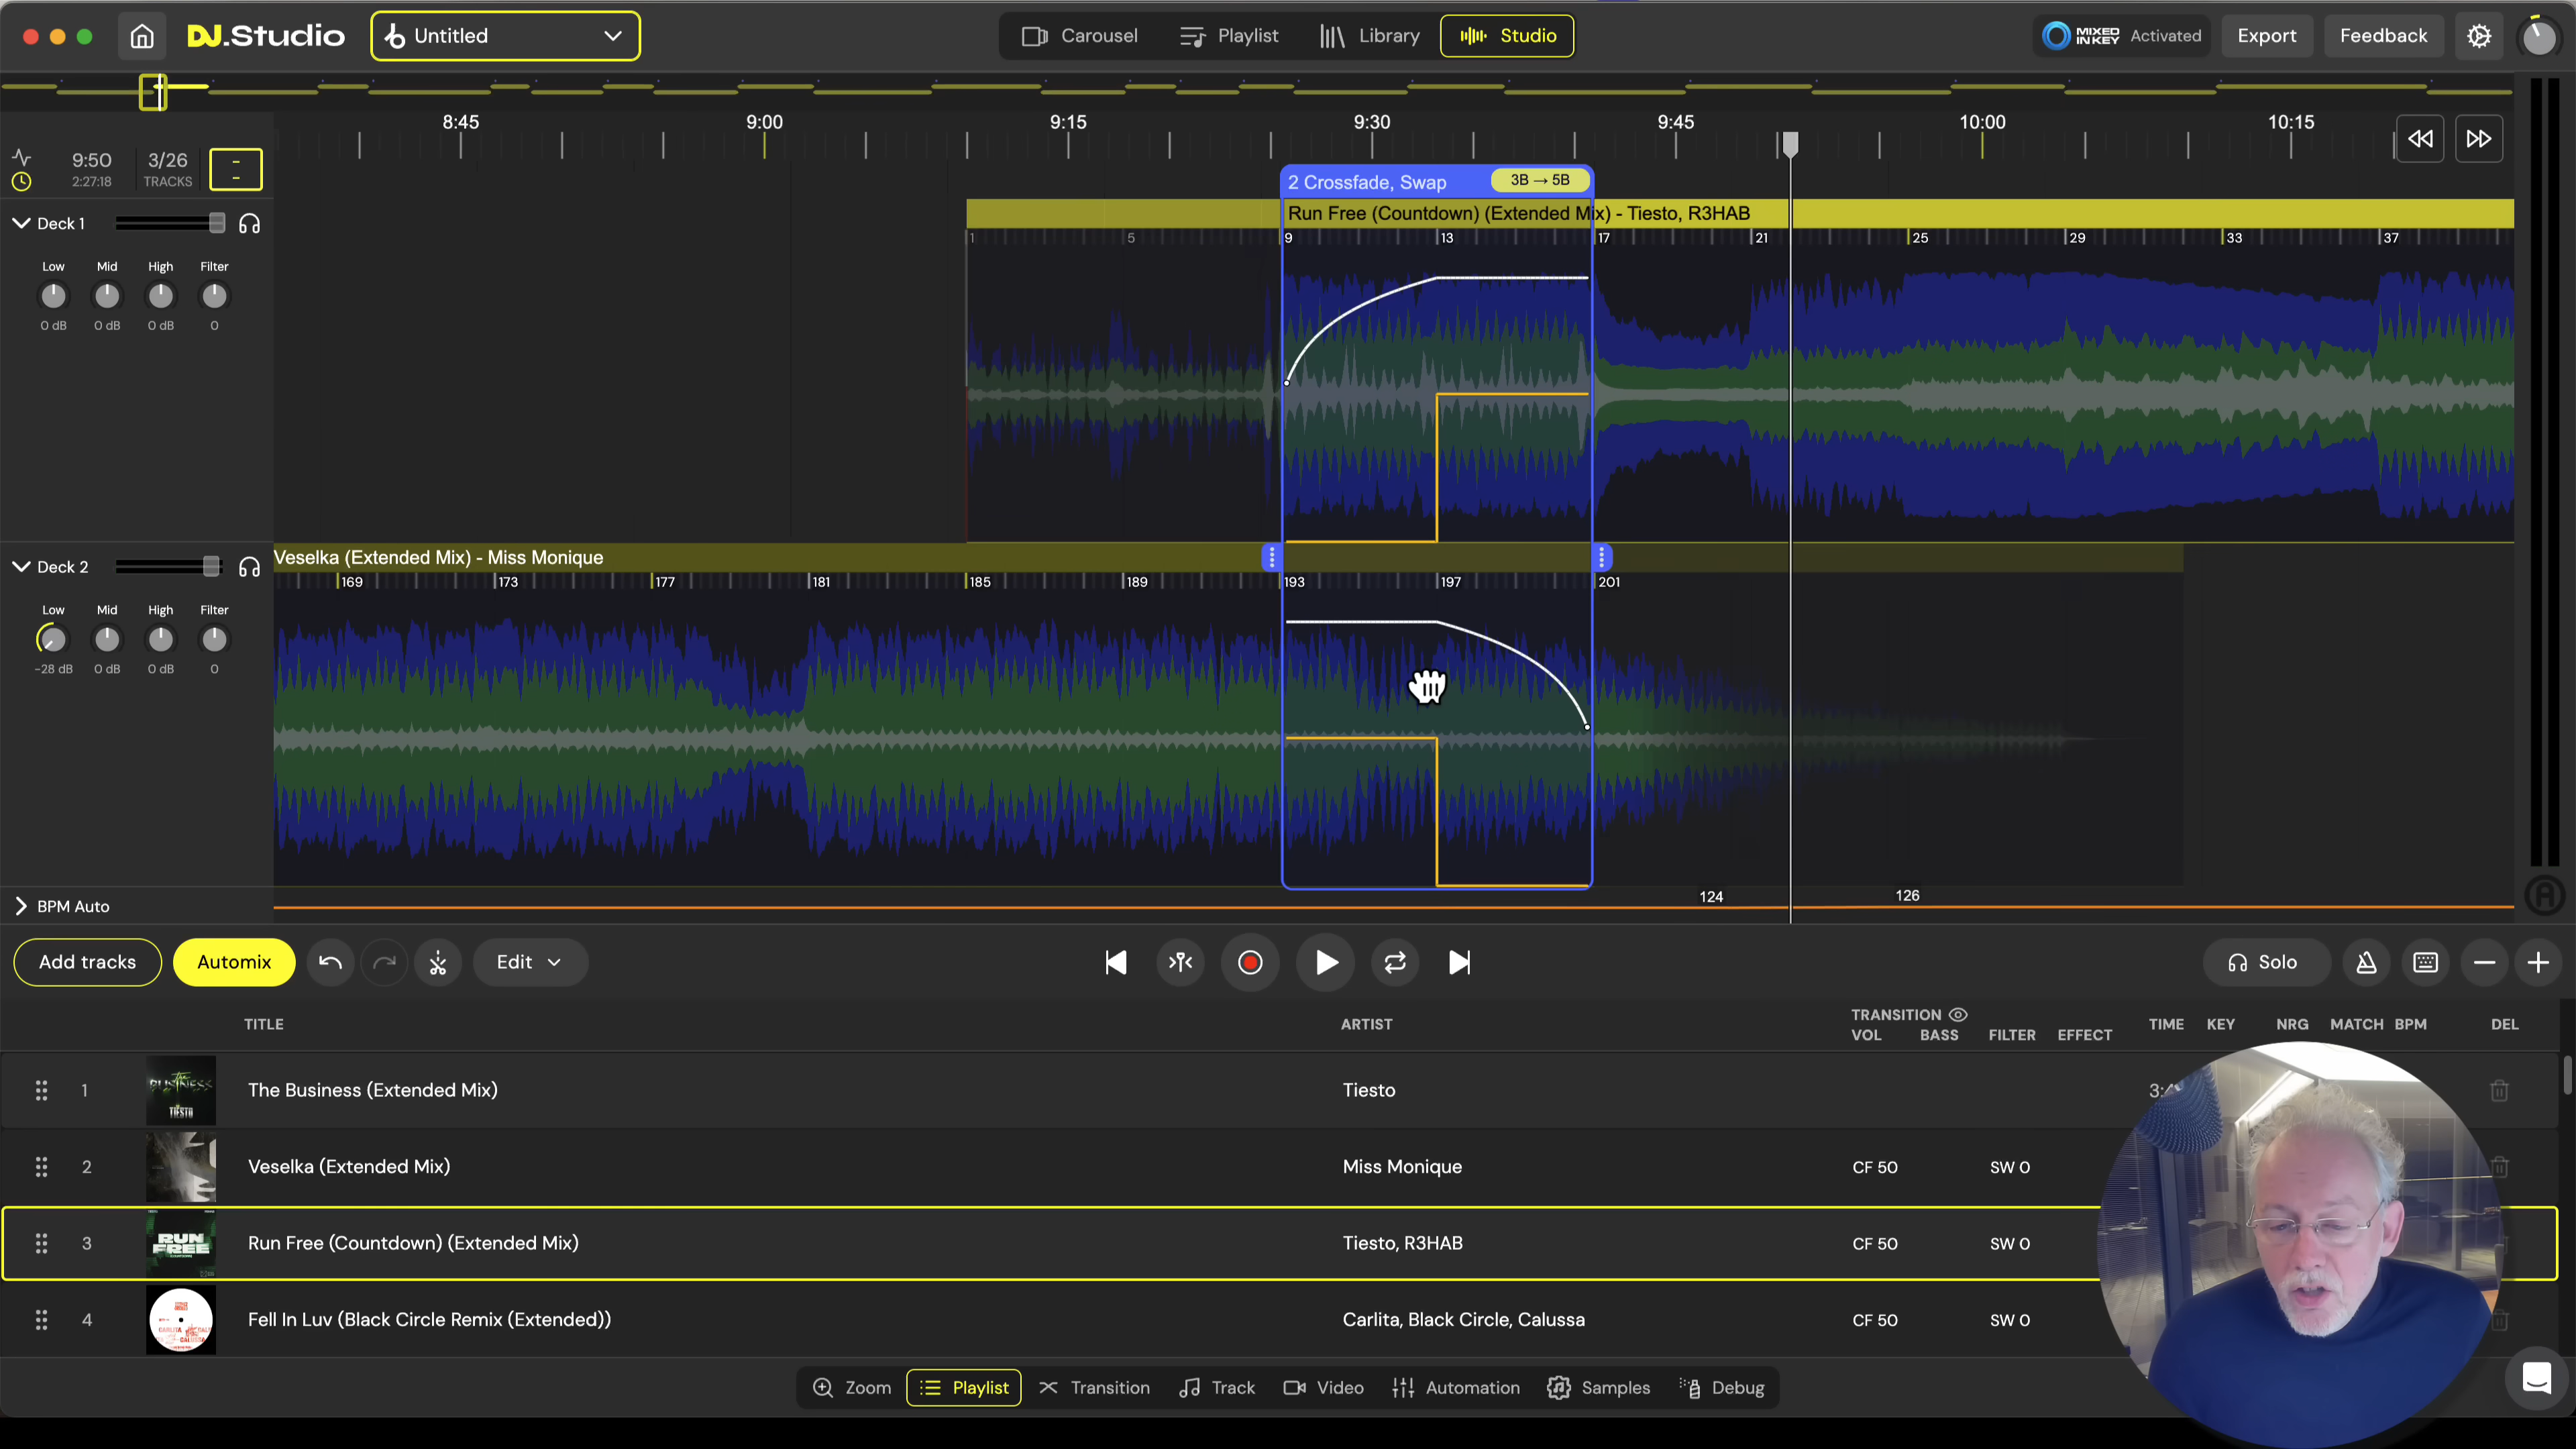 DJ.Studio
Untitled
Carousel
Playlist
Library
Studio
MIXED IN KEY Activated
Export
Feedback
8:45 9:00 9:15 9:30 9:45 10:00 10:15
9:50
2:27:18
3/26
TRACKS
-
-
2 Crossfade, Swap 3B → 5B
Run Free (Countdown) (Extended Mix) - Tiesto, R3HAB
1 5 9 13 17 21 25 29 33 37
Deck 1
Low Mid High Filter
0 dB 0 dB 0 dB 0
Veselka (Extended Mix) - Miss Monique
169 173 177 181 185 189 193 197 201
Deck 2
Low Mid High Filter
-28 dB 0 dB 0 dB 0
BPM Auto
124 126
Add tracks Automix Edit Solo
TITLE ARTIST TRANSITION TIME KEY NRG MATCH BPM DEL
VOL BASS FILTER EFFECT
1 The Business (Extended Mix) Tiesto
2 Veselka (Extended Mix) Miss Monique CF 50 SW 0
RUN FREE
3 Run Free (Countdown) (Extended Mix) Tiesto, R3HAB CF 50 SW 0
4 Fell In Luv (Black Circle Remix (Extended)) Carlita, Black Circle, Calussa CF 50 SW 0
Zoom Playlist Transition Track Video Automation Samples Debug